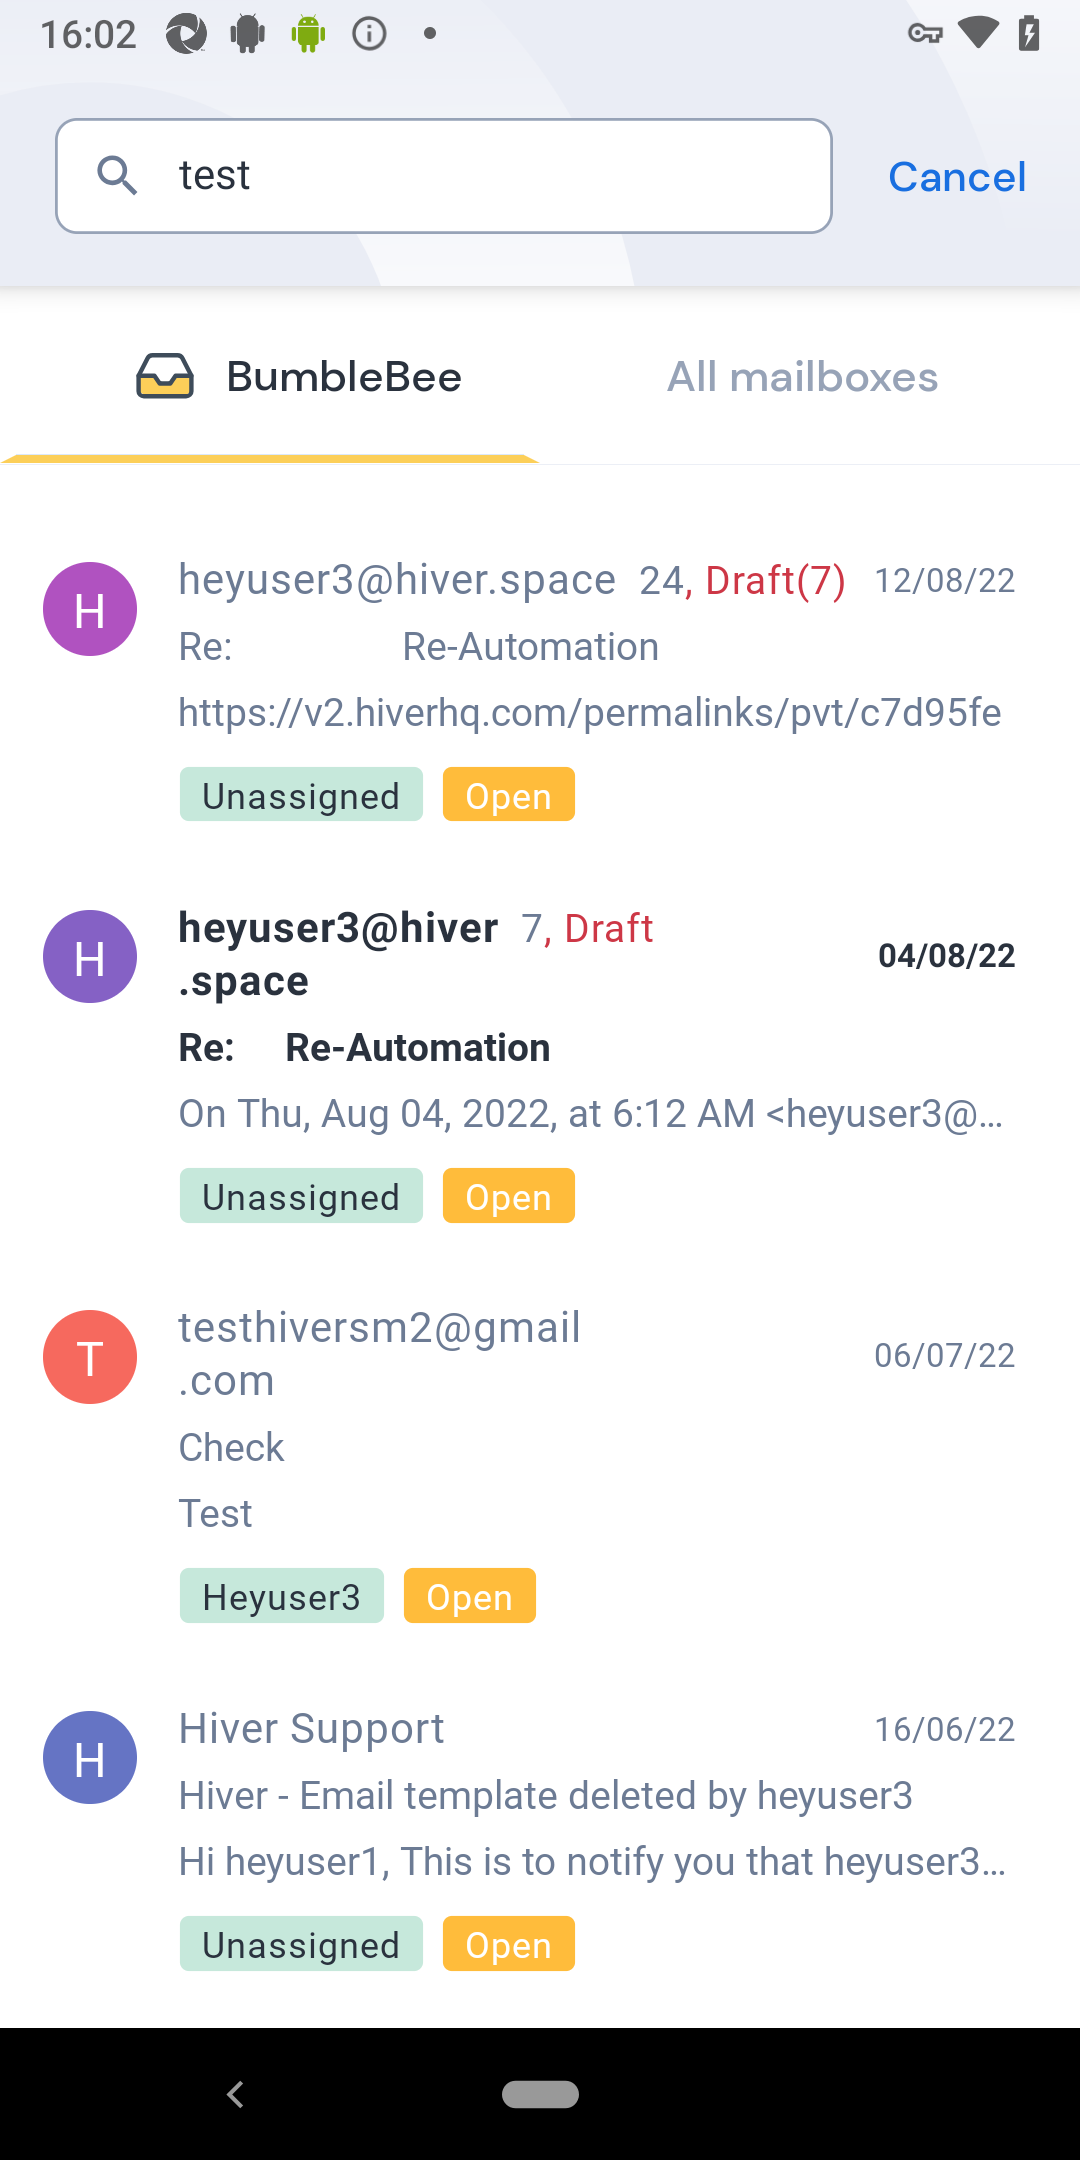 16:02
test
Cancel
BumbleBee
All mailboxes
H
heyuser3@hiver.space 24, Draft(7) 12/08/22
Re: Re-Automation
https://v2.hiverhq.com/permalinks/pvt/c7d95fe
Unassigned Open
H
heyuser3@hiver 7, Draft
.space
04/08/22
Re: Re-Automation
On Thu, Aug 04, 2022, at 6:12 AM <heyuser3@...
Unassigned Open
T
testhiversm2@gmail
.com
06/07/22
Check
Test
Heyuser3 Open
H
Hiver Support 16/06/22
Hiver - Email template deleted by heyuser3
Hi heyuser1, This is to notify you that heyuser3...
Unassigned Open